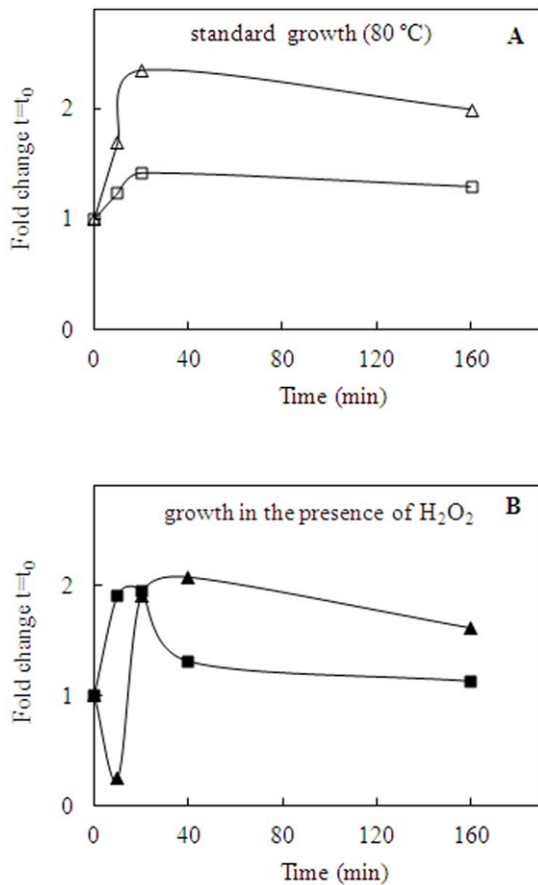 standard growth (80 °C) A
Fold change t=t₀
2
1
0
0 40 80 120 160
Time (min)
growth in the presence of H₂O₂ B
Fold change t=t₀
2
1
0
0 40 80 120 160
Time (min)